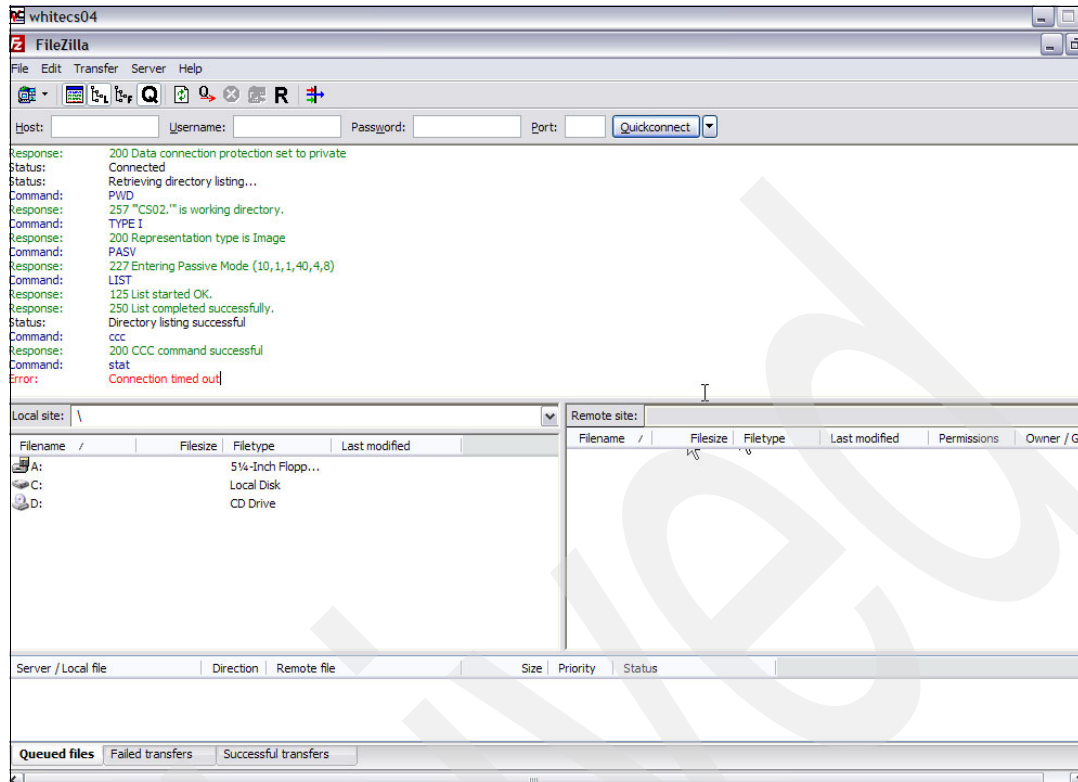 whitecs04
FileZilla
File Edit Transfer Server Help
Host: Username: Password: Port: Quickconnect
Response: 200 Data connection protection set to private
Status: Connected
Status: Retrieving directory listing...
Command: PWD
Response: 257 "'CS02.'" is working directory.
Command: TYPE I
Response: 200 Representation type is Image
Command: PASV
Response: 227 Entering Passive Mode (10,1,1,40,4,8)
Command: LIST
Response: 125 List started OK.
Response: 250 List completed successfully.
Status: Directory listing successful
Command: ccc
Response: 200 CCC command successful
Command: stat
Error: Connection timed out
Local site: \ Remote site:
Filename / Filesize Filetype Last modified Filename / Filesize Filetype Last modified Permissions Owner / G
A: 5¼-Inch Flopp...
C: Local Disk
D: CD Drive
Server / Local file Direction Remote file Size Priority Status
Queued files Failed transfers Successful transfers